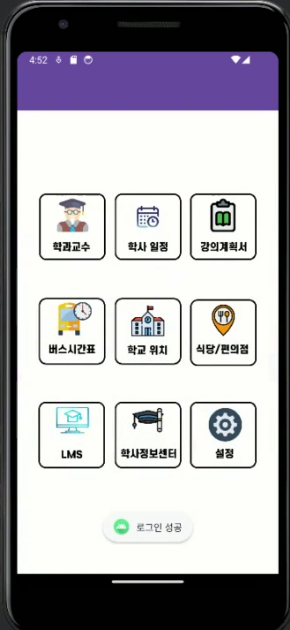 4:52
학과교수
학사 일정
강의계획서
버스시간표
학교 위치
식당/편의점
LMS
학사정보센터
설정
로그인 성공